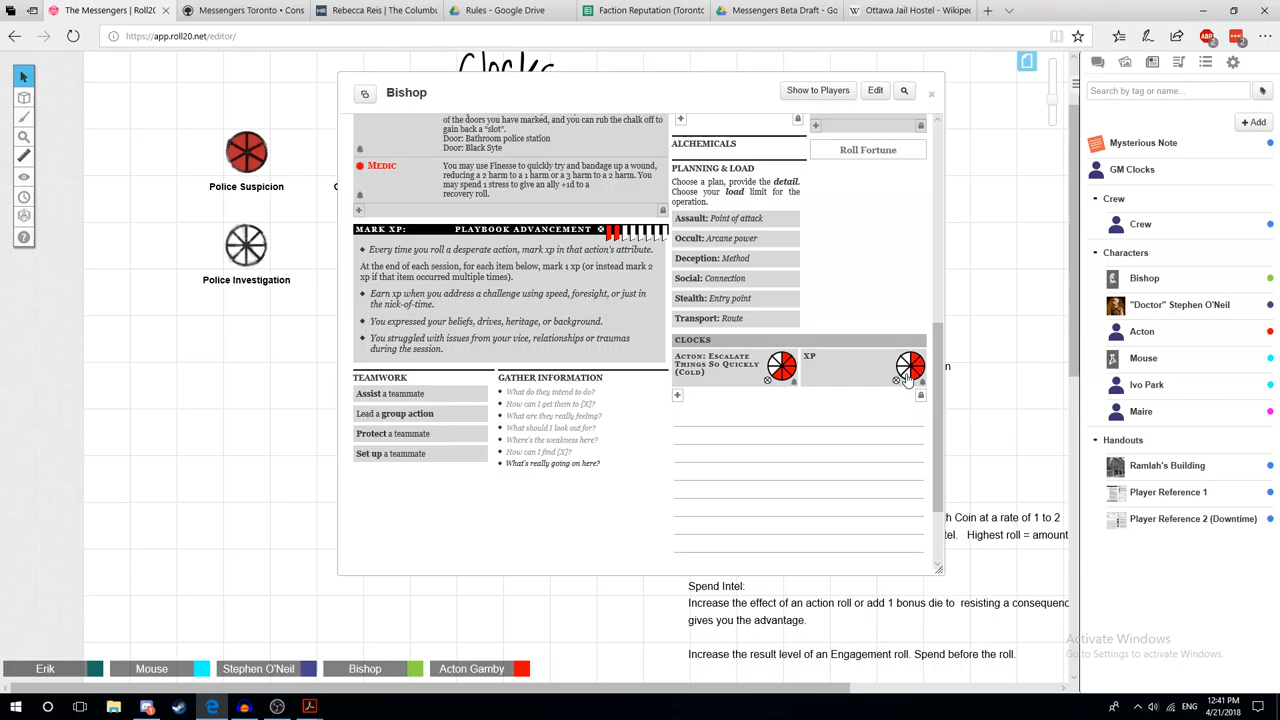 The Messengers | Roll20
Messengers Toronto • Cons
Rebecca Reis | The Columbu
Rules - Google Drive
Faction Reputation (Toronto
Messengers Beta Draft - Go
Ottawa Jail Hostel - Wikipe
https://app.roll20.net/editor/
Clocks
Police Suspicion
Police Investigation
Bishop
Show to Players
Edit
of the doors you have marked, and you can rub the chalk off to
gain back a "slot".
Door: Bathroom police station
Door: Black Syte
MEDIC
You may use Finesse to quickly try and bandage up a wound,
reducing a 2 harm to a 1 harm or a 3 harm to a 2 harm. You
may spend 1 stress to give an ally +1d to a
recovery roll.
MARK XP:
PLAYBOOK ADVANCEMENT
Every time you roll a desperate action, mark xp in that action's attribute.
At the end of each session, for each item below, mark 1 xp (or instead mark 2
xp if that item occurred multiple times).
Earn xp when you address a challenge using speed, foresight, or just in
the nick-of-time.
You expressed your beliefs, drives, heritage, or background.
You struggled with issues from your vice, relationships or traumas
during the session.
TEAMWORK
Assist a teammate
Lead a group action
Protect a teammate
Set up a teammate
GATHER INFORMATION
What do they intend to do?
How can I get them to [X]?
What are they really feeling?
What should I look out for?
Where's the weakness here?
How can I find [X]?
What's really going on here?
ALCHEMICALS
Roll Fortune
PLANNING & LOAD
Choose a plan, provide the detail.
Choose your load limit for the
operation.
Assault: Point of attack
Occult: Arcane power
Deception: Method
Social: Connection
Stealth: Entry point
Transport: Route
CLOCKS
ACTON: ESCALATE
THINGS SO QUICKLY
(COLD)
XP
h Coin at a rate of 1 to 2
tel. Highest roll = amount
Spend Intel:
Increase the effect of an action roll or add 1 bonus die to resisting a consequenc
gives you the advantage.
Increase the result level of an Engagement roll. Spend before the roll.
Search by tag or name...
+ Add
Mysterious Note
GM Clocks
Crew
Crew
Characters
Bishop
"Doctor" Stephen O'Neil
Acton
Mouse
Ivo Park
Maire
Handouts
Ramlah's Building
Player Reference 1
Player Reference 2 (Downtime)
Activate Windows
Go to Settings to activate Windows.
Erik
Mouse
Stephen O'Neil
Bishop
Acton Gamby
ENG
12:41 PM
4/21/2018